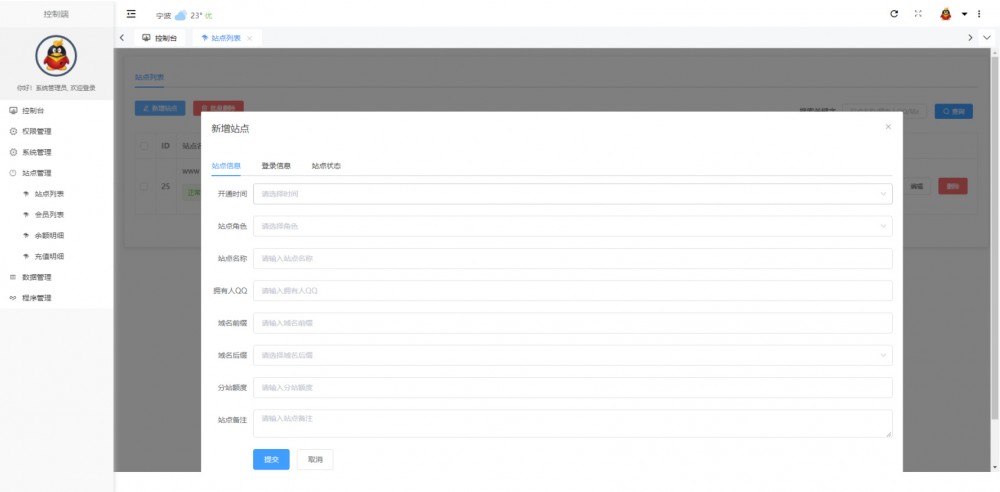 控制端
宁波 23° 优
控制台
站点列表
你好！系统管理员, 欢迎登录
控制台
权限管理
系统管理
站点管理
站点列表
会员列表
余额明细
充值明细
数据管理
程序管理
站点列表
新增站点
批量删除
查询
ID
25
www
正常
编辑
删除
新增站点
站点信息
登录信息
站点状态
开通时间
请选择时间
站点角色
请选择角色
站点名称
请输入站点名称
拥有人QQ
请输入拥有人QQ
域名前缀
请输入域名前缀
域名后缀
请选择域名后缀
分站额度
请输入分站额度
站点备注
请输入站点备注
提交
取消